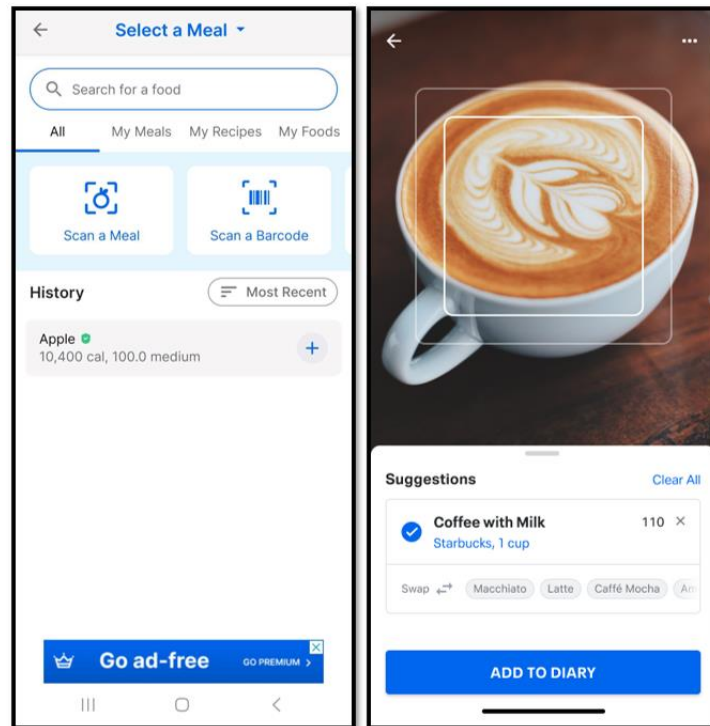 Select a Meal
Search for a food
All My Meals My Recipes My Foods
Scan a Meal Scan a Barcode
History Most Recent
Apple
10,400 cal, 100.0 medium
Go ad-free GO PREMIUM
Suggestions Clear All
Coffee with Milk 110
Starbucks, 1 cup
Swap Macchiato Latte Caffé Mocha Am
ADD TO DIARY